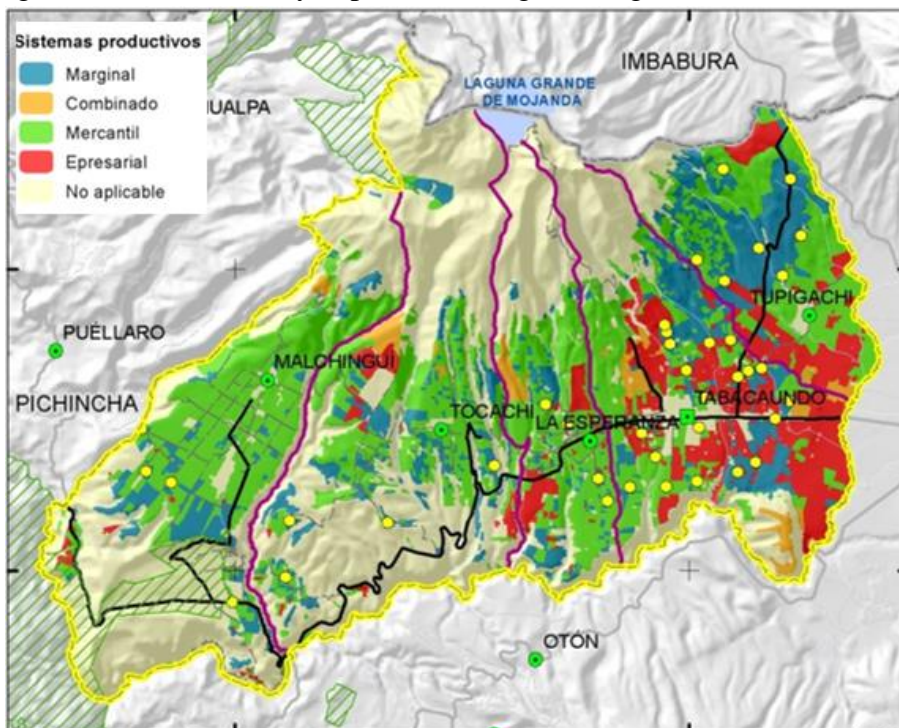 Sistemas productivos
Marginal
Combinado
Mercantil
Epresarial
No aplicable
IMBABURA
LAGUNA GRANDE
DE MOJANDA
HUALPA
TUPIGACHI
PUÉLLARO
MALCHINGUÍ
PICHINCHA
TABACAUNDO
TOCACHI
LA ESPERANZA
OTÓN